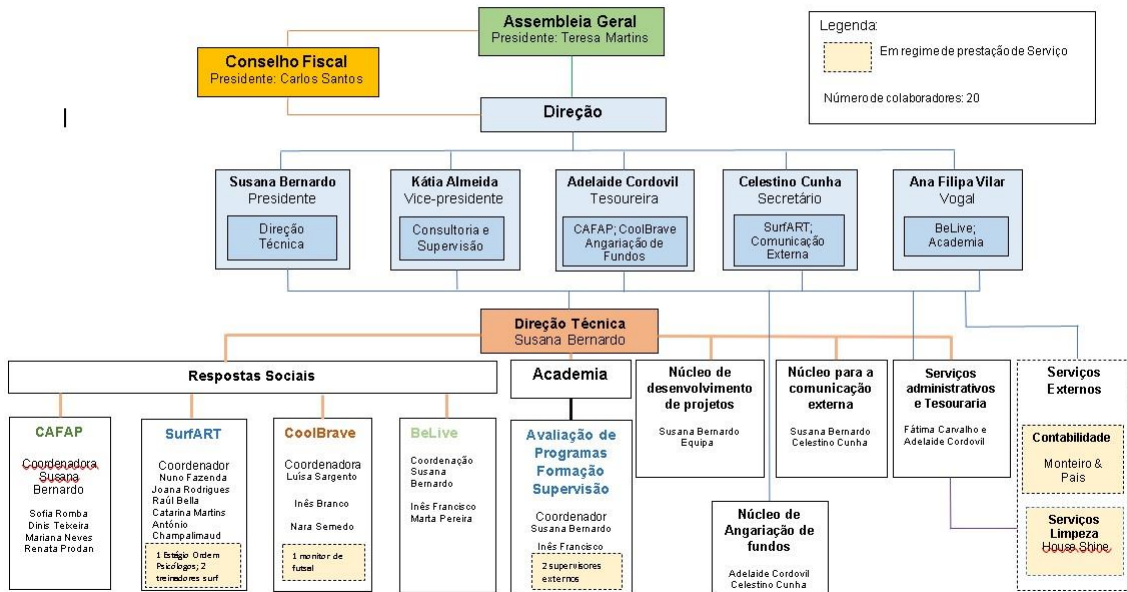 Assembleia Geral
Presidente: Teresa Martins
Conselho Fiscal
Presidente: Carlos Santos
Legenda:
Em regime de prestação de Serviço
Número de colaboradores: 20
Direção
Susana Bernardo
Presidente
Direção
Técnica
Kátia Almeida
Vice-presidente
Consultoria e
Supervisão
Adelaide Cordovil
Tesoureira
CAFAP; CoolBrave
Angariação de
Fundos
Celestino Cunha
Secretário
SurfART;
Comunicação
Externa
Ana Filipa Vilar
Vogal
BeLive;
Academia
Direção Técnica
Susana Bernardo
Respostas Sociais
CAFAP
Coordenadora
Susana
Bernardo
Sofia Romba
Dinis Teixeira
Mariana Neves
Renata Prodan
SurfART
Coordenador
Nuno Fazenda
Joana Rodrigues
Raúl Bella
Catarina Martins
António
Champalimaud
1 Estágio Ordem
Psicólogos; 2
treinadores surf
CoolBrave
Coordenadora
Luísa Sargento
Inês Branco
Nara Semedo
1 monitor de
futsal
BeLive
Coordenação
Susana
Bernardo
Inês Francisco
Marta Pereira
Academia
Avaliação de
Programas
Formação
Supervisão
Coordenador
Susana Bernardo
Inês Francisco
2 supervisores
externos
Núcleo de
desenvolvimento
de projetos
Susana Bernardo
Equipa
Núcleo para a
comunicação
externa
Susana Bernardo
Celestino Cunha
Núcleo de
Angariação de
fundos
Adelaide Cordovil
Celestino Cunha
Serviços
administrativos
e Tesouraria
Fátima Carvalho e
Adelaide Cordovil
Serviços
Externos
Contabilidade
Monteiro &
Pais
Serviços
Limpeza
House Shine